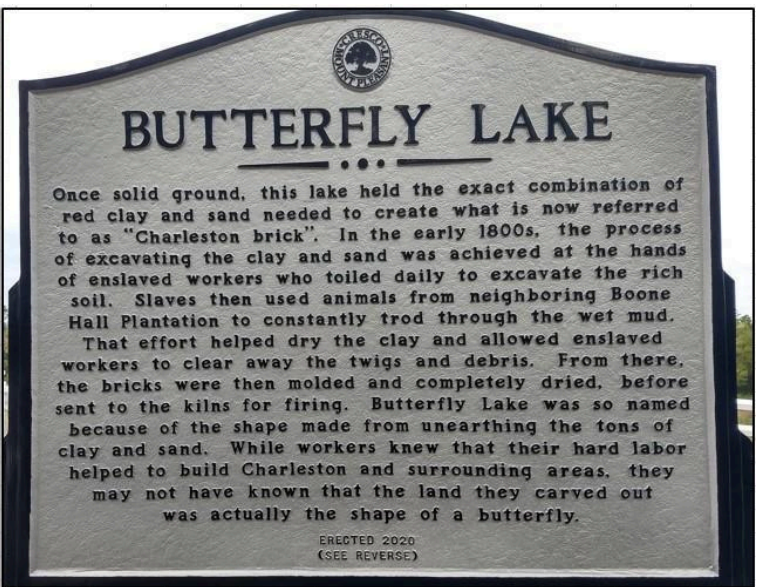 CRESCO
MOUNT PLEASANT
BUTTERFLY LAKE
Once solid ground, this lake held the exact combination of
red clay and sand needed to create what is now referred
to as "Charleston brick". In the early 1800s, the process
of excavating the clay and sand was achieved at the hands
of enslaved workers who toiled daily to excavate the rich
soil. Slaves then used animals from neighboring Boone
Hall Plantation to constantly trod through the wet mud.
That effort helped dry the clay and allowed enslaved
workers to clear away the twigs and debris. From there,
the bricks were then molded and completely dried, before
sent to the kilns for firing. Butterfly Lake was so named
because of the shape made from unearthing the tons of
clay and sand. While workers knew that their hard labor
helped to build Charleston and surrounding areas, they
may not have known that the land they carved out
was actually the shape of a butterfly.
ERECTED 2020
(SEE REVERSE)